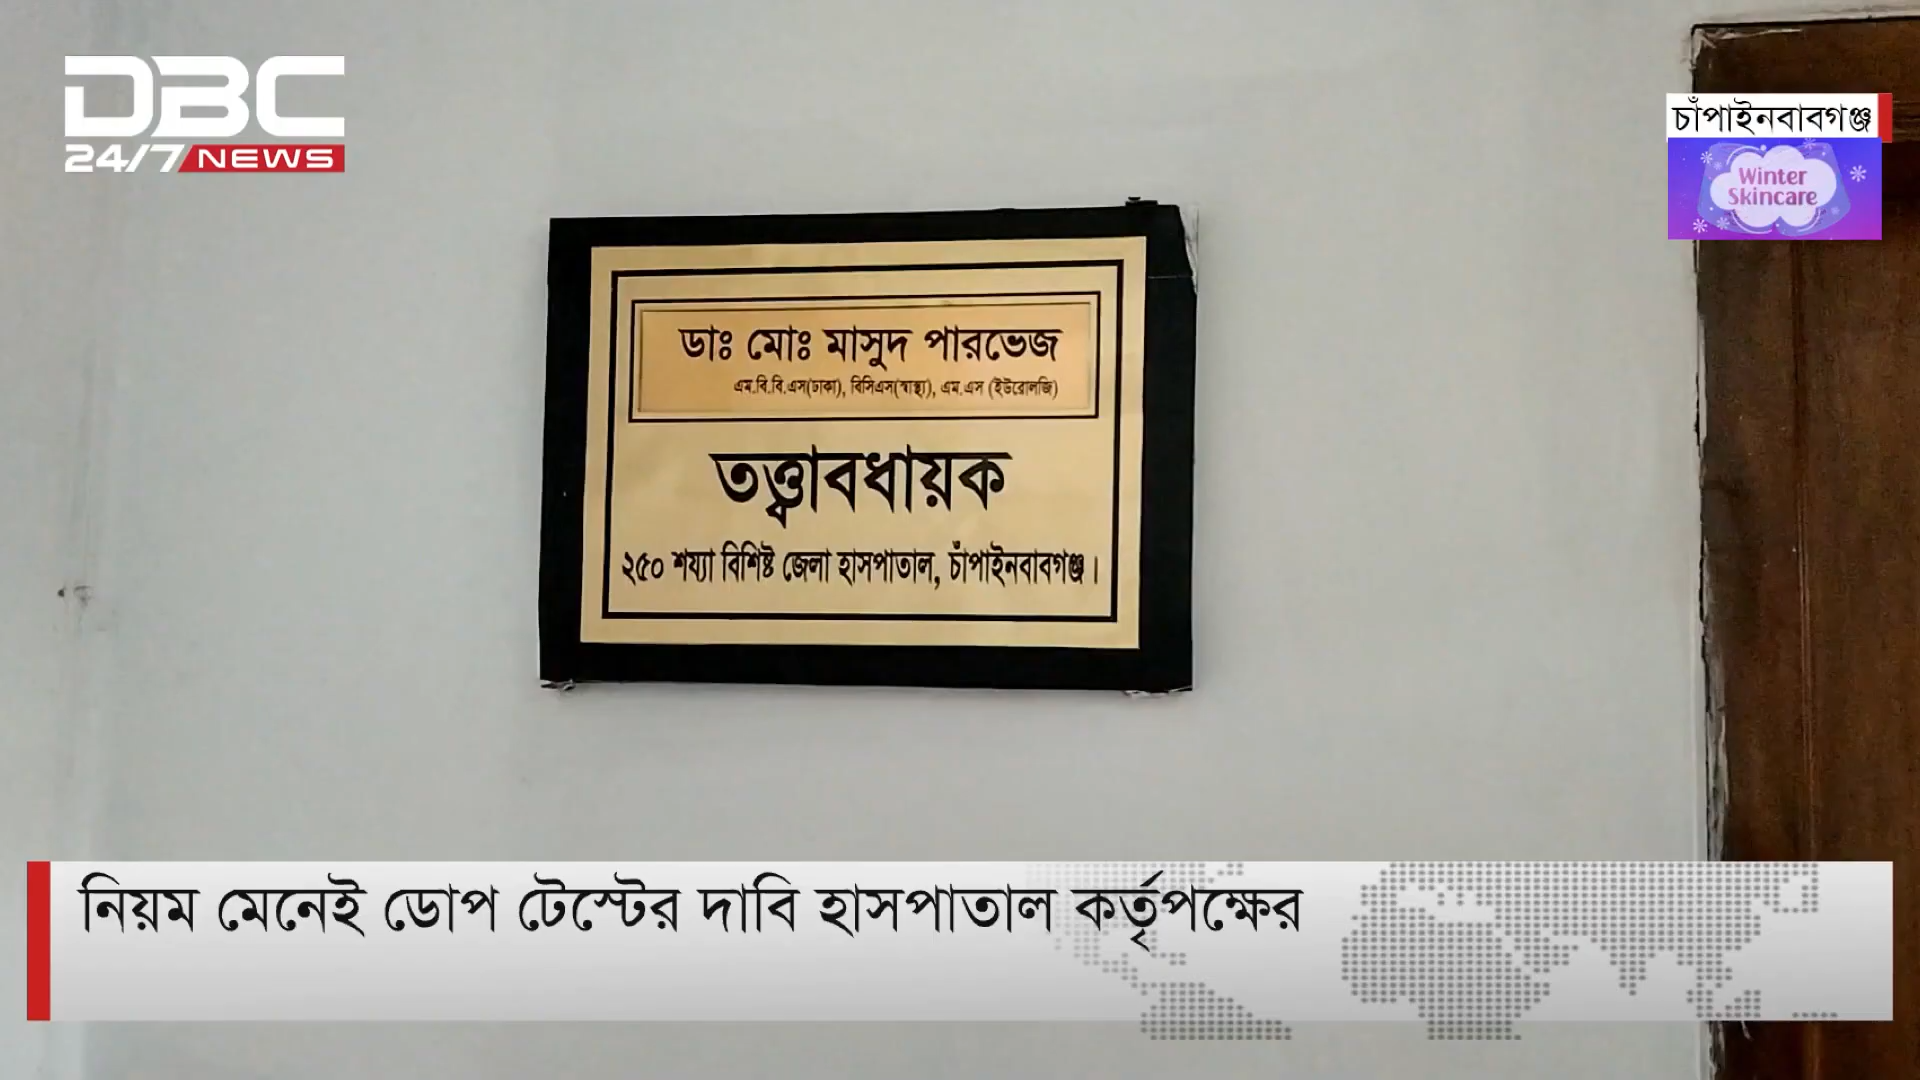 DBC
24/7 NEWS
চাঁপাইনবাবগঞ্জ
Winter
Skincare
ডাঃ মোঃ মাসুদ পারভেজ
এম.বি.বি.এস(ঢাকা), বিসিএস(স্বাস্থ্য), এম.এস (ইউরোলজি)
তত্ত্বাবধায়ক
২৫০ শয্যা বিশিষ্ট জেলা হাসপাতাল, চাঁপাইনবাবগঞ্জ।
নিয়ম মেনেই ডোপ টেস্টের দাবি হাসপাতাল কর্তৃপক্ষের